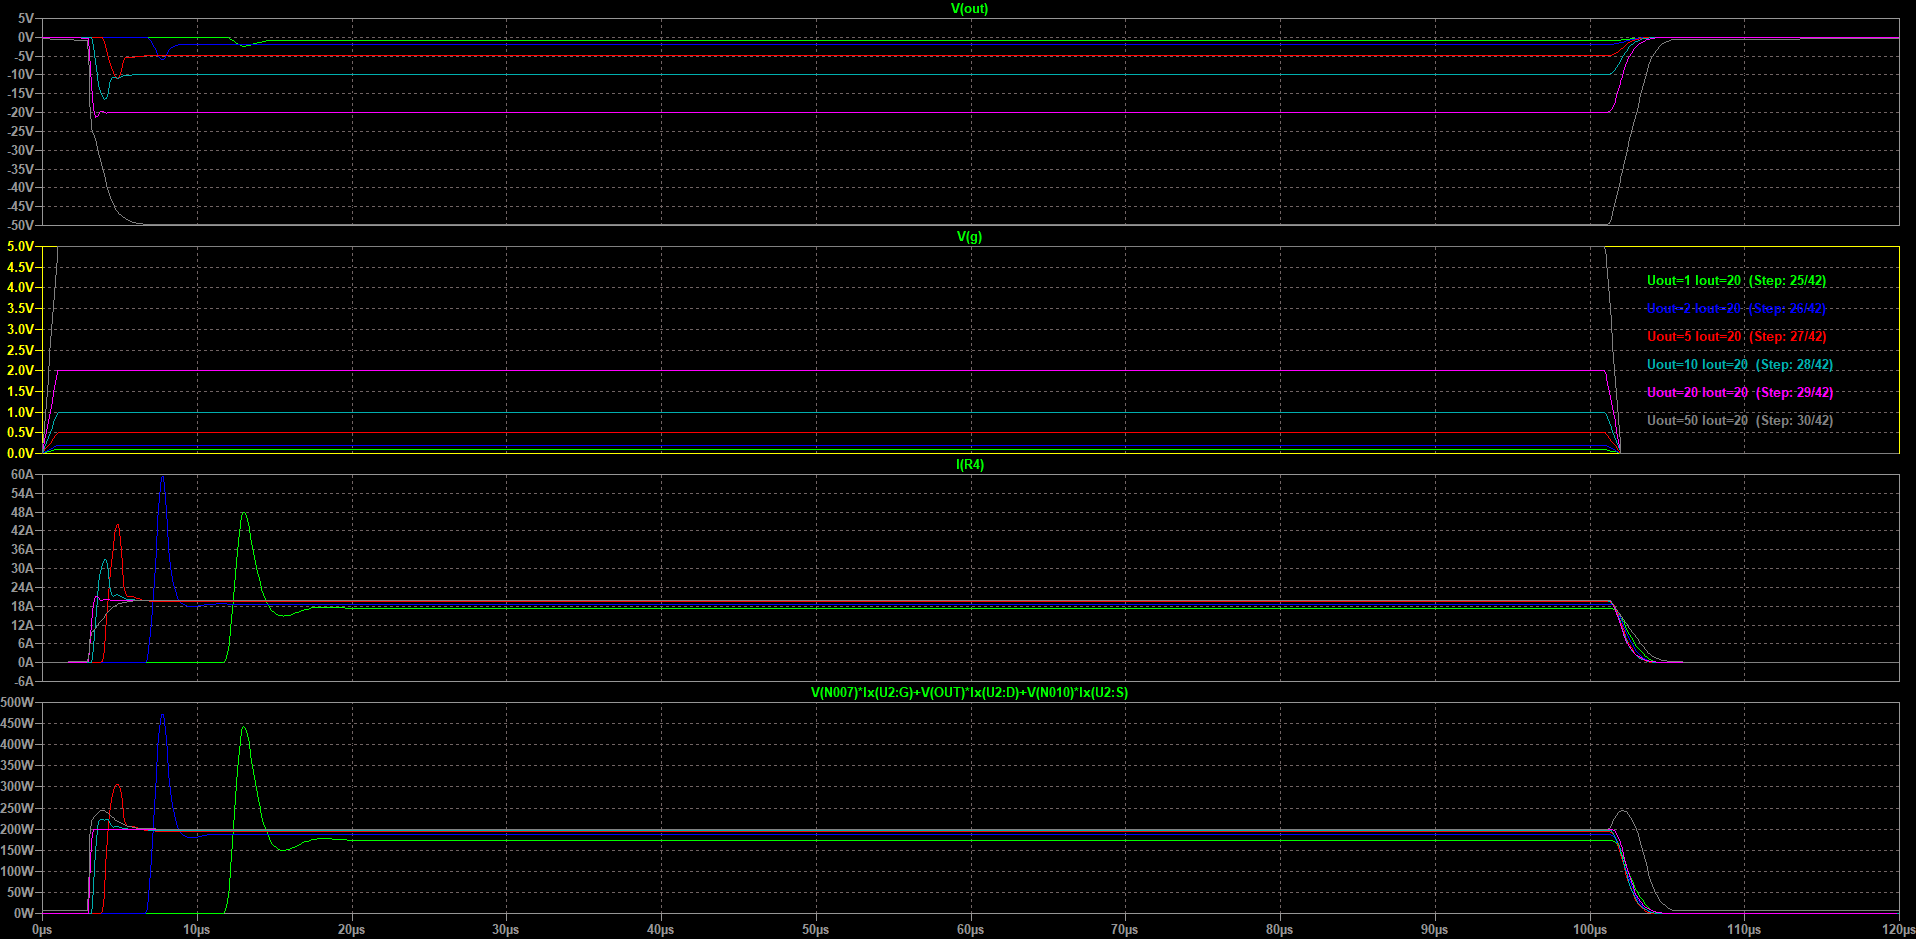 V(out)
5V
0V
-5V
-10V
-15V
-20V
-25V
-30V
-35V
-40V
-45V
-50V
V(g)
5.0V
4.5V
4.0V
3.5V
3.0V
2.5V
2.0V
1.5V
1.0V
0.5V
0.0V
Uout=1 Iout=20 (Step: 25/42)
Uout=2 Iout=20 (Step: 26/42)
Uout=5 Iout=20 (Step: 27/42)
Uout=10 Iout=20 (Step: 28/42)
Uout=20 Iout=20 (Step: 29/42)
Uout=50 Iout=20 (Step: 30/42)
I(R4)
60A
54A
48A
42A
36A
30A
24A
18A
12A
6A
0A
-6A
V(N007)*Ix(U2:G)+V(OUT)*Ix(U2:D)+V(N010)*Ix(U2:S)
500W
450W
400W
350W
300W
250W
200W
150W
100W
50W
0W
0µs 10µs 20µs 30µs 40µs 50µs 60µs 70µs 80µs 90µs 100µs 110µs 120µs